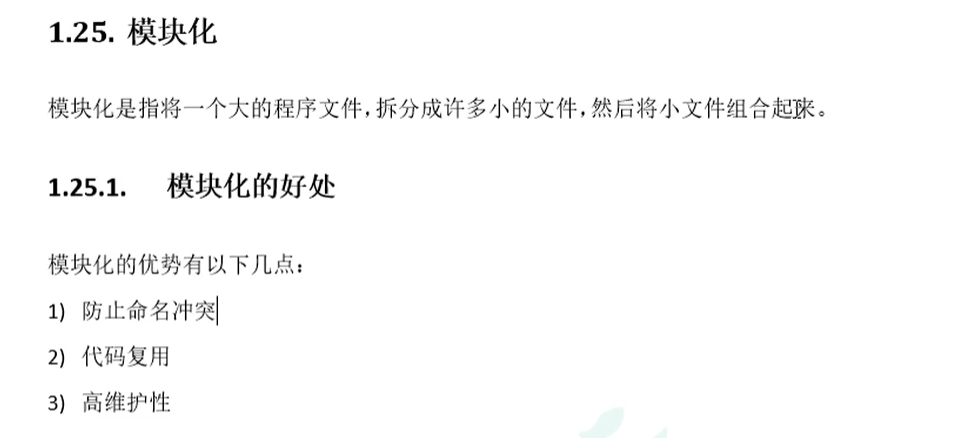 1.25. 模块化
模块化是指将一个大的程序文件,拆分成许多小的文件,然后将小文件组合起来。
1.25.1. 模块化的好处
模块化的优势有以下几点：
1) 防止命名冲突
2) 代码复用
3) 高维护性